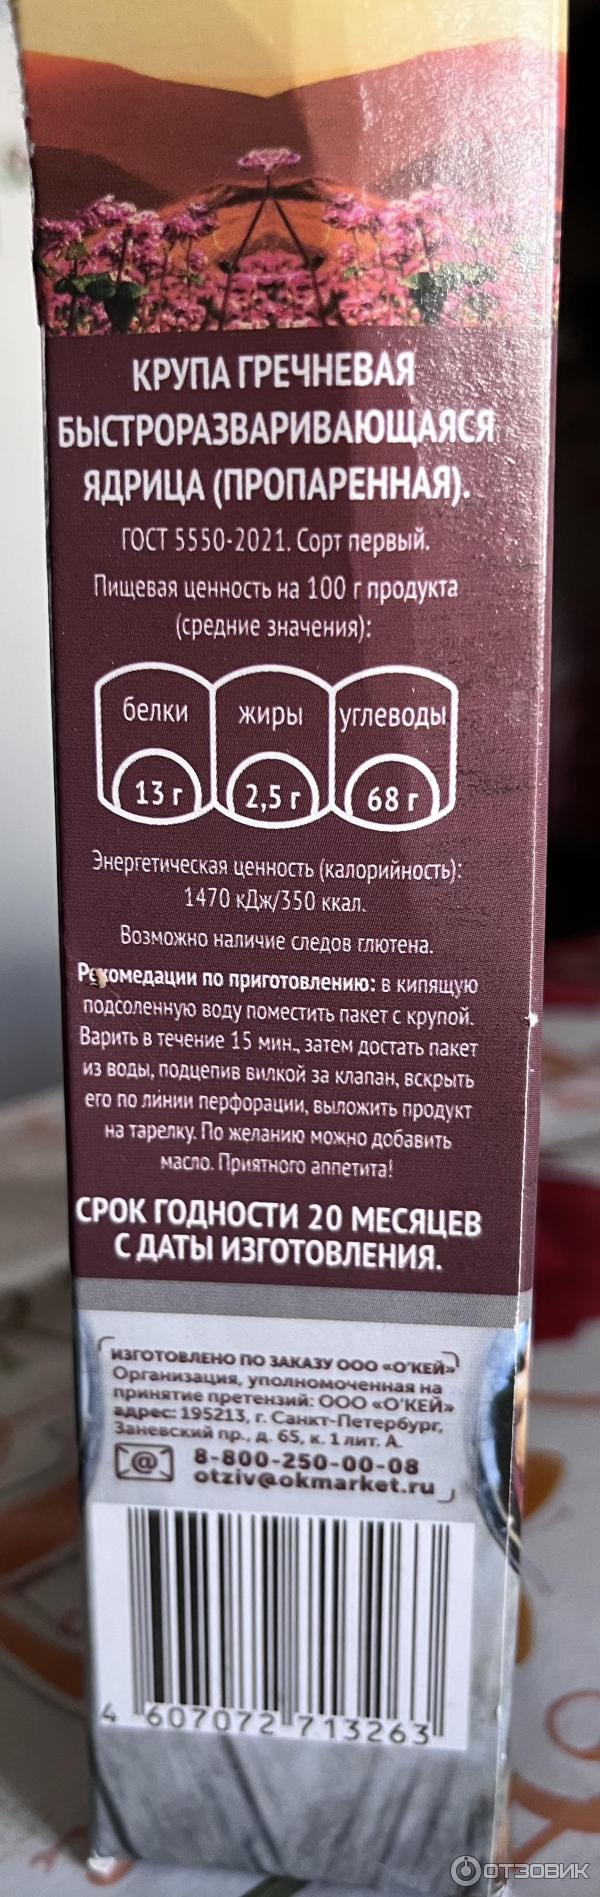 КРУПА ГРЕЧНЕВАЯ
БЫСТРОРАЗВАРИВАЮЩАЯСЯ
ЯДРИЦА (ПРОПАРЕННАЯ).
ГОСТ 5550-2021. Сорт первый.
Пищевая ценность на 100 г продукта
(средние значения):
белки жиры углеводы
13 г 2,5 г 68 г
Энергетическая ценность (калорийность):
1470 кДж/350 ккал.
Возможно наличие следов глютена.
Рекомедации по приготовлению: в кипящую
подсоленную воду поместить пакет с крупой.
Варить в течение 15 мин., затем достать пакет
из воды, подцепив вилкой за клапан, вскрыть
его по линии перфорации, выложить продукт
на тарелку. По желанию можно добавить
масло. Приятного аппетита!
СРОК ГОДНОСТИ 20 МЕСЯЦЕВ
С ДАТЫ ИЗГОТОВЛЕНИЯ.
ИЗГОТОВЛЕНО ПО ЗАКАЗУ ООО «О'КЕЙ»
Организация, уполномоченная на
принятие претензий: ООО «О'КЕЙ»
адрес: 195213, г. Санкт-Петербург,
Заневский пр., д. 65, к. 1 лит. А.
8-800-250-00-08
otziv@okmarket.ru
4 607072 713263
ОТЗОВИК